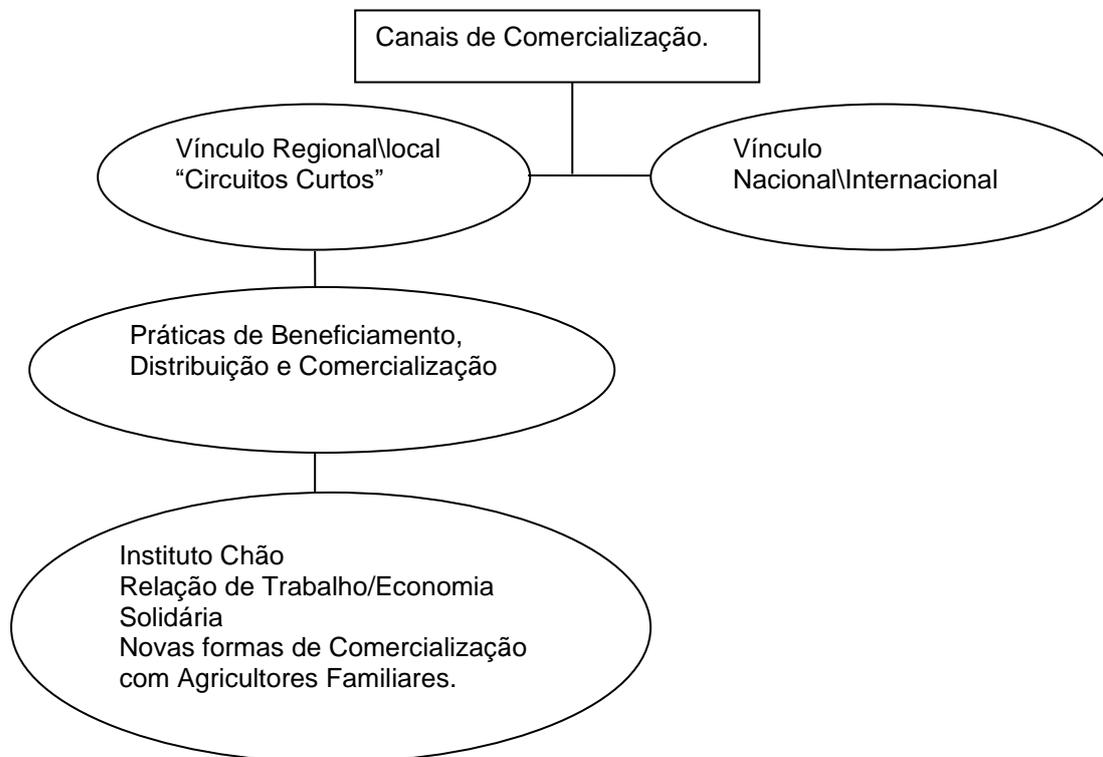 Canais de Comercialização.
Vínculo Regional\local
“Circuitos Curtos”
Vínculo
Nacional\Internacional
Práticas de Beneficiamento,
Distribuição e Comercialização
Instituto Chão
Relação de Trabalho/Economia
Solidária
Novas formas de Comercialização
com Agricultores Familiares.